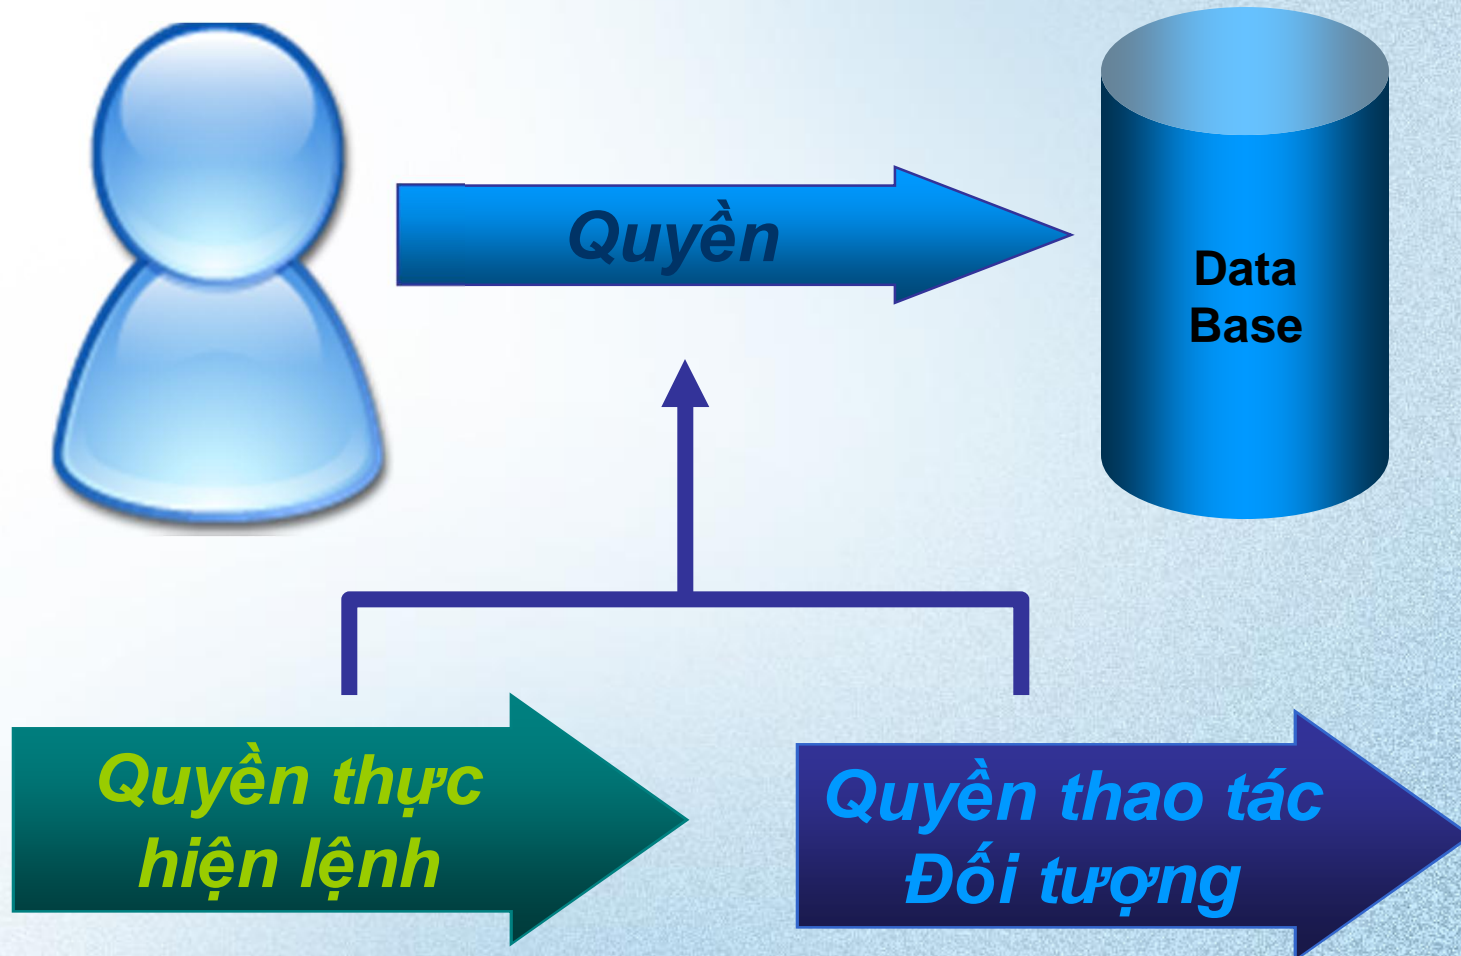 Quyền
Data
Base
Quyền thực
hiện lệnh
Quyền thao tác
Đối tượng